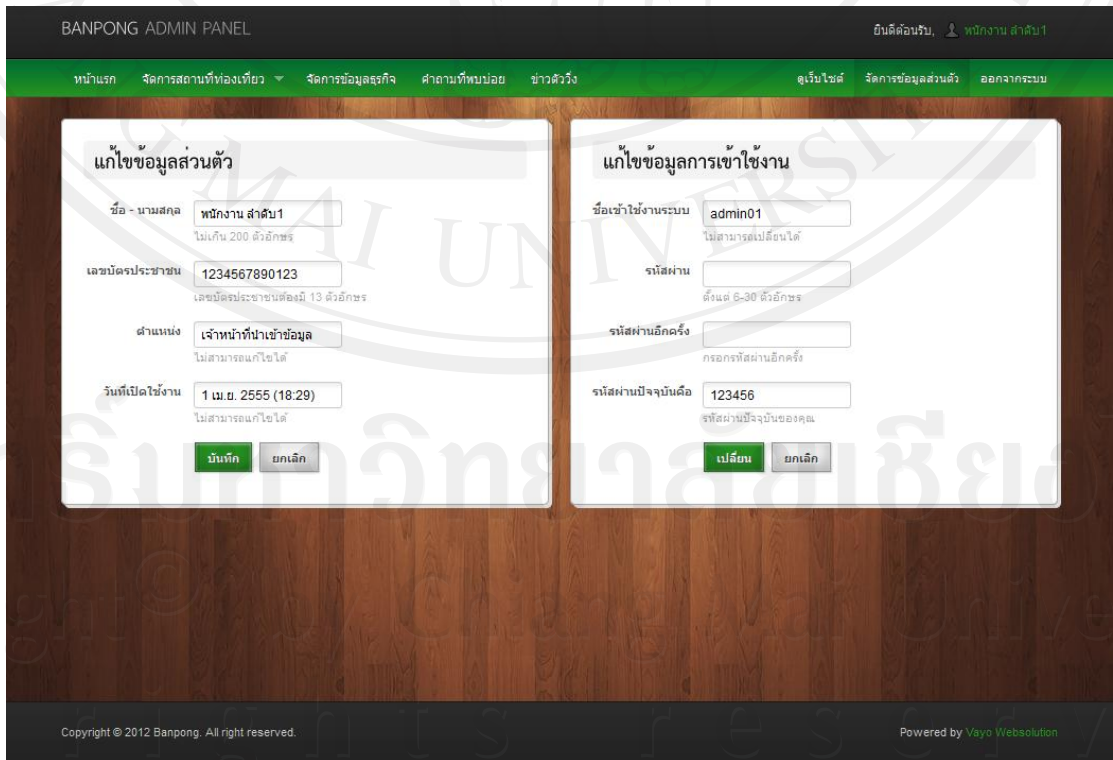 BANPONG ADMIN PANEL
ยินดีต้อนรับ, พนักงาน ลำดับ1
หน้าแรก จัดการสถานที่ท่องเที่ยว จัดการข้อมูลธุรกิจ คำถามที่พบบ่อย ข่าวตัววิ่ง ดูเว็บไซต์ จัดการข้อมูลส่วนตัว ออกจากระบบ
แก้ไขข้อมูลส่วนตัว
ชื่อ - นามสกุล พนักงาน ลำดับ1
ไม่เกิน 200 ตัวอักษร
เลขบัตรประชาชน 1234567890123
เลขบัตรประชาชนต้องมี 13 ตัวอักษร
ตำแหน่ง เจ้าหน้าที่นำเข้าข้อมูล
ไม่สามารถแก้ไขได้
วันที่เปิดใช้งาน 1 เม.ย. 2555 (18:29)
ไม่สามารถแก้ไขได้
บันทึก ยกเลิก
แก้ไขข้อมูลการเข้าใช้งาน
ชื่อเข้าใช้งานระบบ admin01
ไม่สามารถเปลี่ยนได้
รหัสผ่าน
ตั้งแต่ 6-30 ตัวอักษร
รหัสผ่านอีกครั้ง
กรอกรหัสผ่านอีกครั้ง
รหัสผ่านปัจจุบันคือ 123456
รหัสผ่านปัจจุบันของคุณ
เปลี่ยน ยกเลิก
Copyright © 2012 Banpong. All right reserved.
Powered by Vayo Websolution